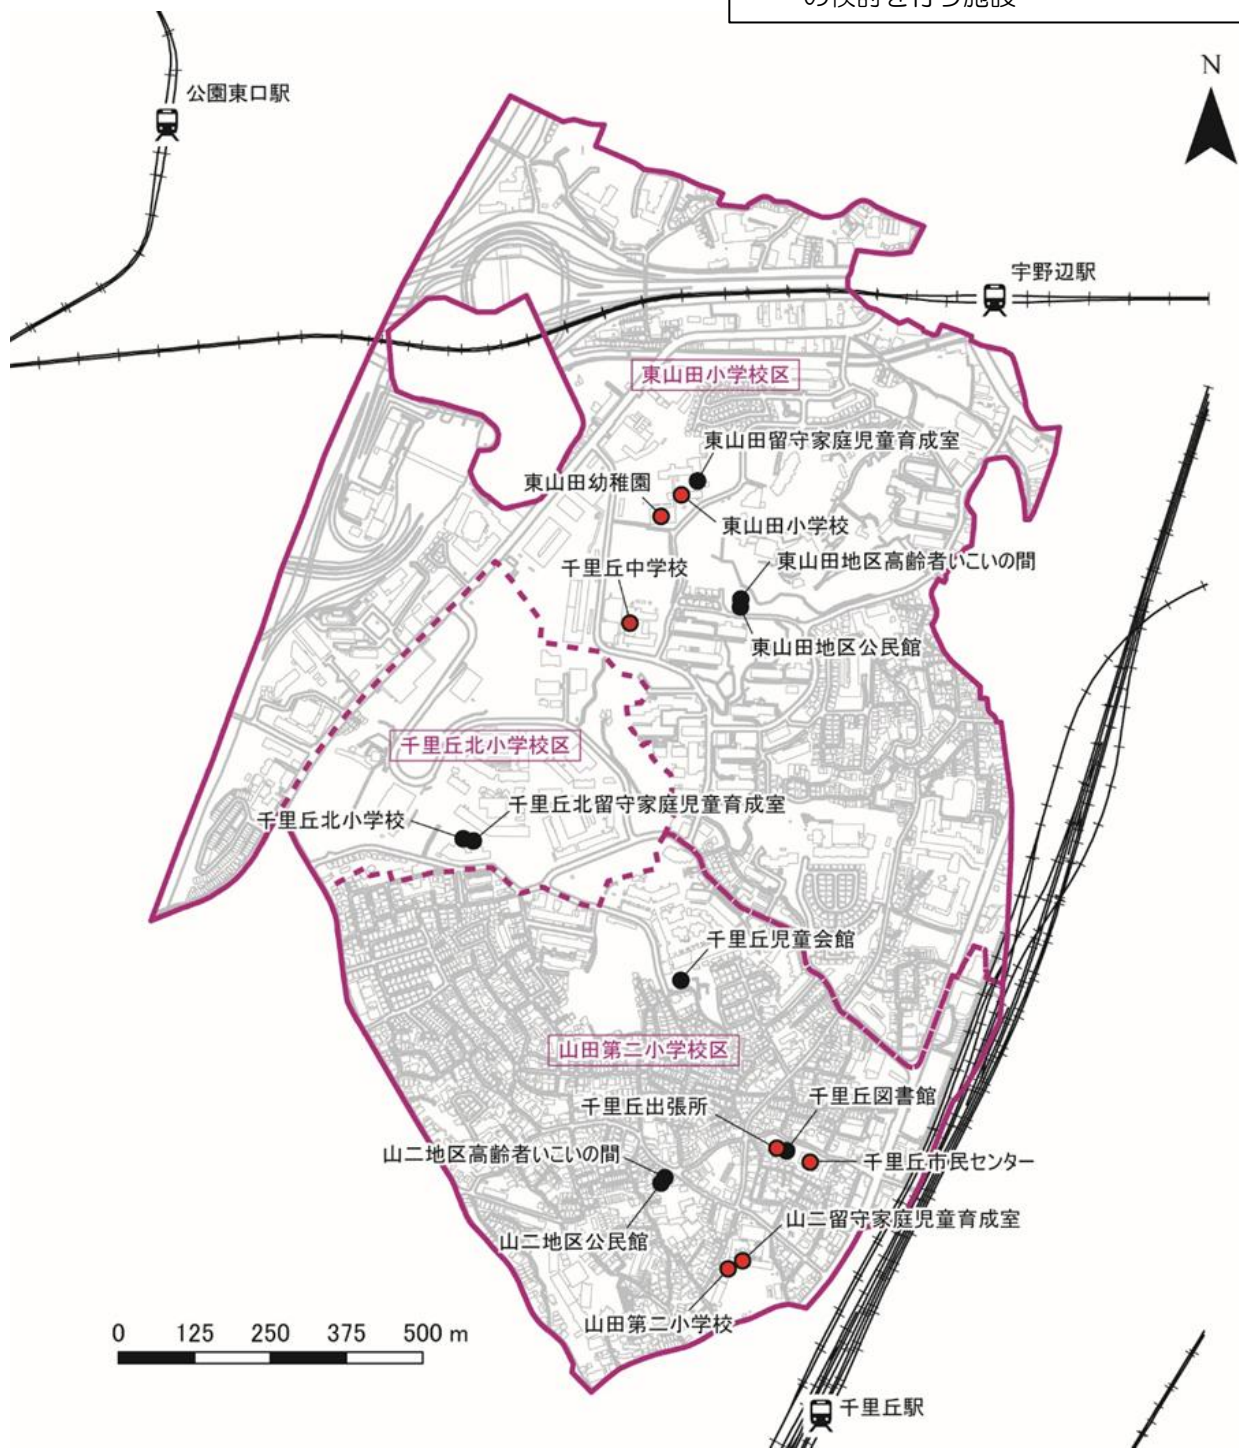 の検討を行う施設
公園東口駅
N
宇野辺駅
東山田小学校区
東山田留守家庭児童育成室
東山田幼稚園
東山田小学校
東山田地区高齢者いこいの間
千里丘中学校
東山田地区公民館
千里丘北小学校区
千里丘北留守家庭児童育成室
千里丘北小学校
千里丘児童会館
山田第二小学校区
千里丘図書館
千里丘出張所
山二地区高齢者いこいの間
千里丘市民センター
山二留守家庭児童育成室
山二地区公民館
山田第二小学校
0 125 250 375 500 m
千里丘駅